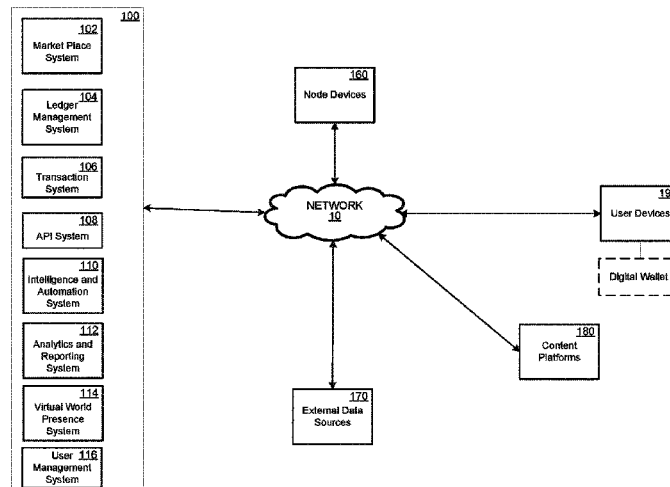 100
102
Market Place
System
104
Ledger
Management
System
106
Transaction
System
108
API System
110
Intelligence and
Automation
System
112
Analytics and
Reporting
System
114
Virtual World
Presence
System
User
Management 116
System
160
Node Devices
NETWORK
10
19
User Devices
Digital Wallet
180
Content
Platforms
170
External Data
Sources